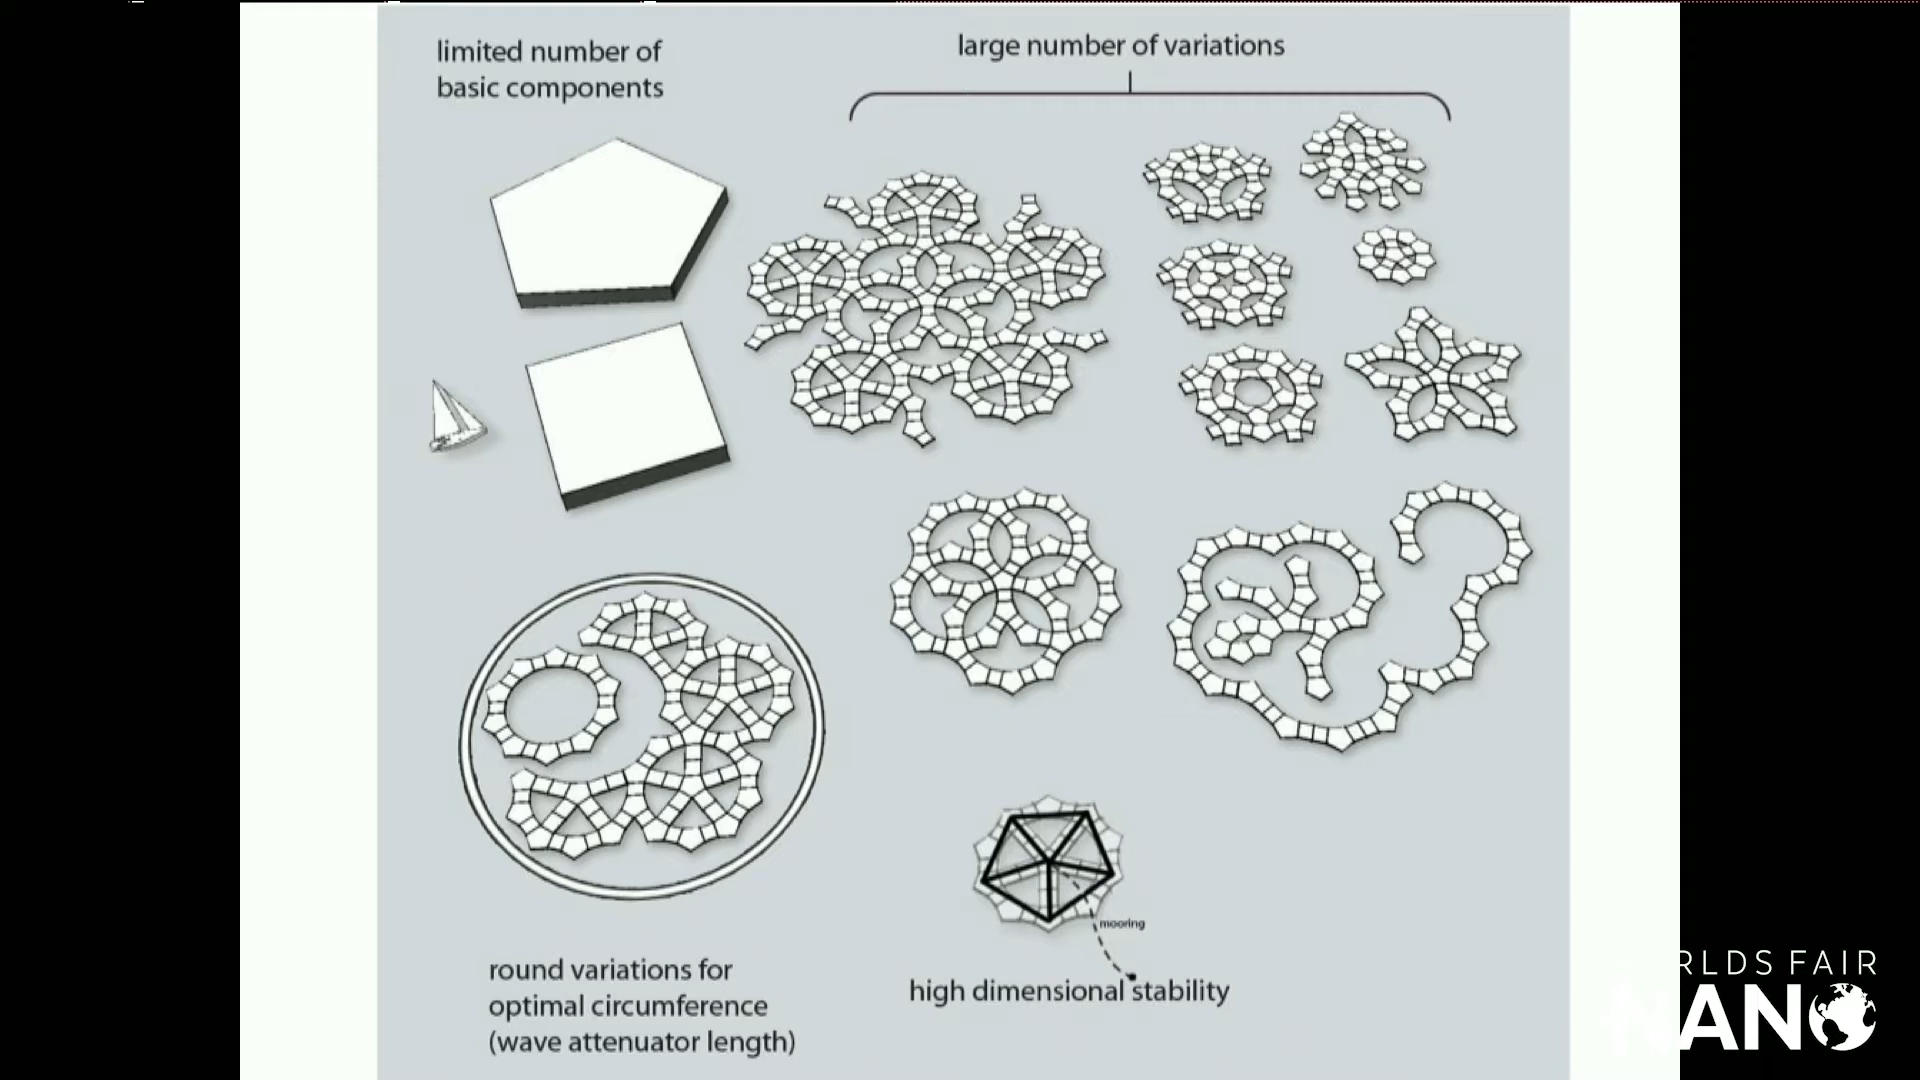 limited number of
basic components
large number of variations
mooring
high dimensional stability
round variations for
optimal circumference
(wave attenuator length)
RLDS FAIR
NANO